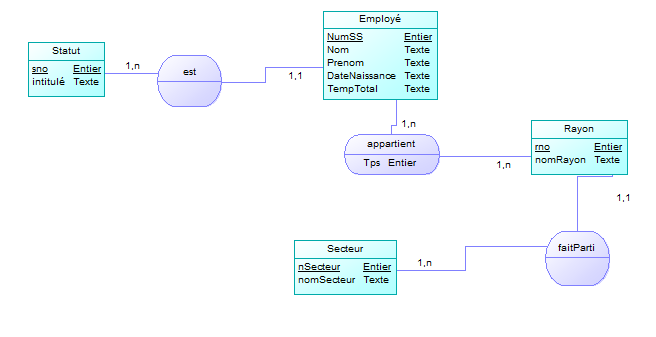 Employé
NumSS Entier
Nom Texte
Prenom Texte
DateNaissance Texte
TempTotal Texte
Statut
sno Entier
intitulé Texte
1,n
est
1,1
1,n
appartient
Tps Entier
1,n
Rayon
rno Entier
nomRayon Texte
1,1
Secteur
nSecteur Entier
nomSecteur Texte
1,n
faitParti